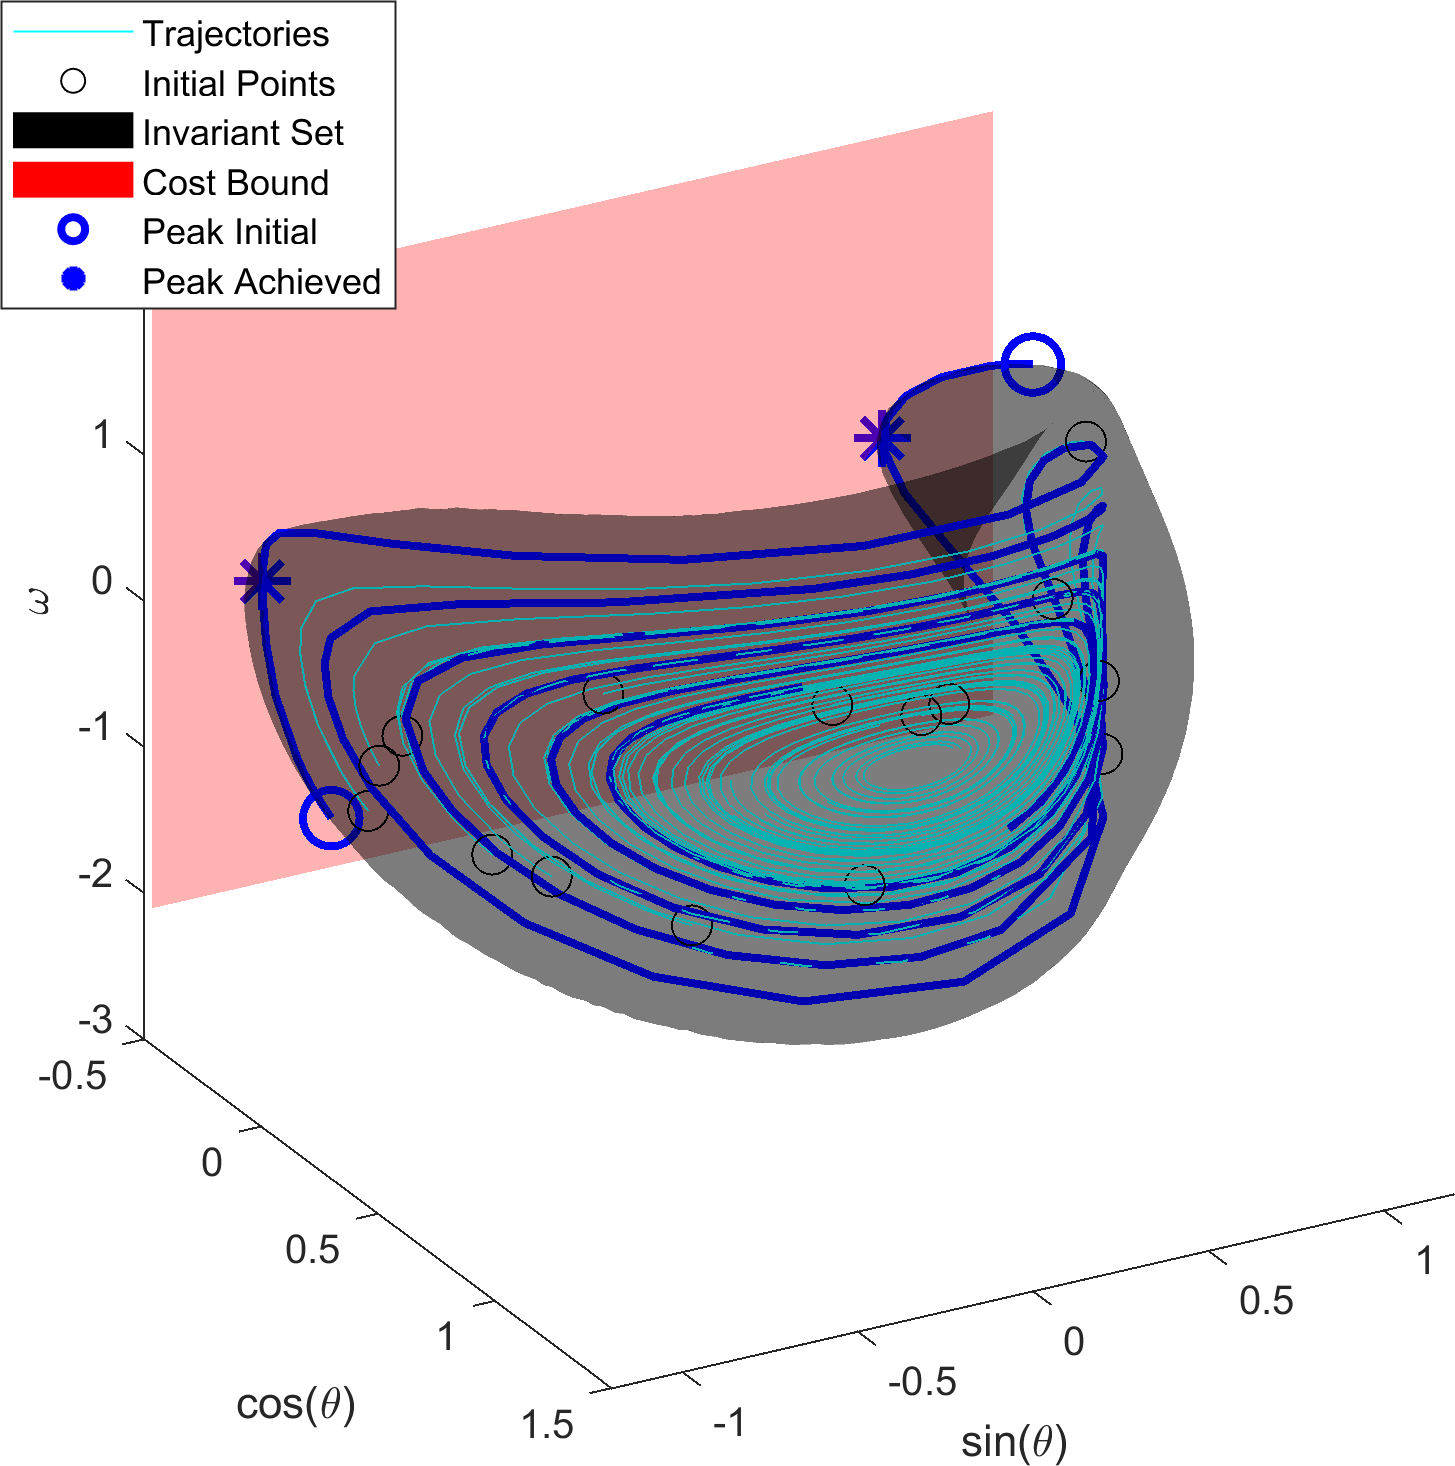 Trajectories
Initial Points
Invariant Set
Cost Bound
Peak Initial
Peak Achieved
1
0
-1
-2
-3
ω
-0.5
0
0.5
1
1.5
cos(θ)
-1
-0.5
0
0.5
1
sin(θ)